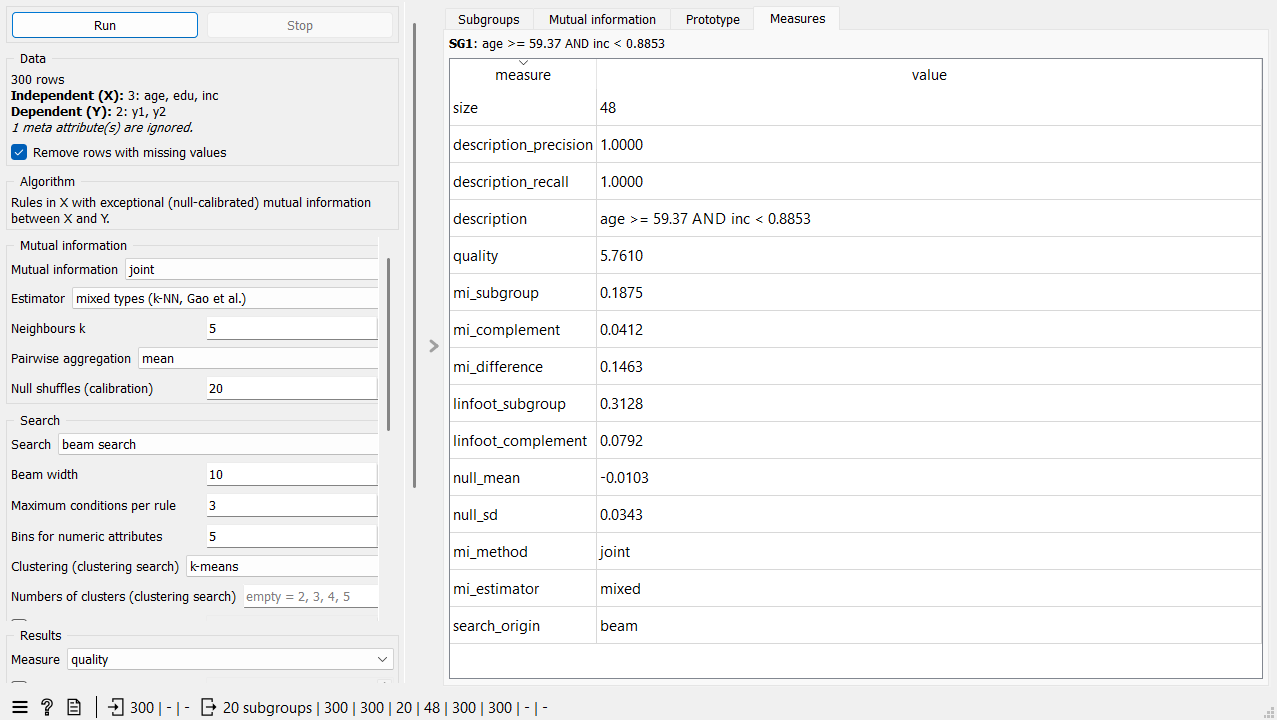 Run
Stop
Data
300 rows
Independent (X): 3: age, edu, inc
Dependent (Y): 2: y1, y2
1 meta attribute(s) are ignored.
Remove rows with missing values
Algorithm
Rules in X with exceptional (null-calibrated) mutual information
between X and Y.
Mutual information
Mutual information joint
Estimator mixed types (k-NN, Gao et al.)
Neighbours k 5
Pairwise aggregation mean
Null shuffles (calibration) 20
Search
Search beam search
Beam width 10
Maximum conditions per rule 3
Bins for numeric attributes 5
Clustering (clustering search) k-means
Numbers of clusters (clustering search) empty = 2, 3, 4, 5
Results
Measure quality
Subgroups Mutual information Prototype Measures
SG1: age >= 59.37 AND inc < 0.8853
measure value
size 48
description_precision 1.0000
description_recall 1.0000
description age >= 59.37 AND inc < 0.8853
quality 5.7610
mi_subgroup 0.1875
mi_complement 0.0412
mi_difference 0.1463
linfoot_subgroup 0.3128
linfoot_complement 0.0792
null_mean -0.0103
null_sd 0.0343
mi_method joint
mi_estimator mixed
search_origin beam
300 | - | - 20 subgroups | 300 | 300 | 20 | 48 | 300 | 300 | - | -